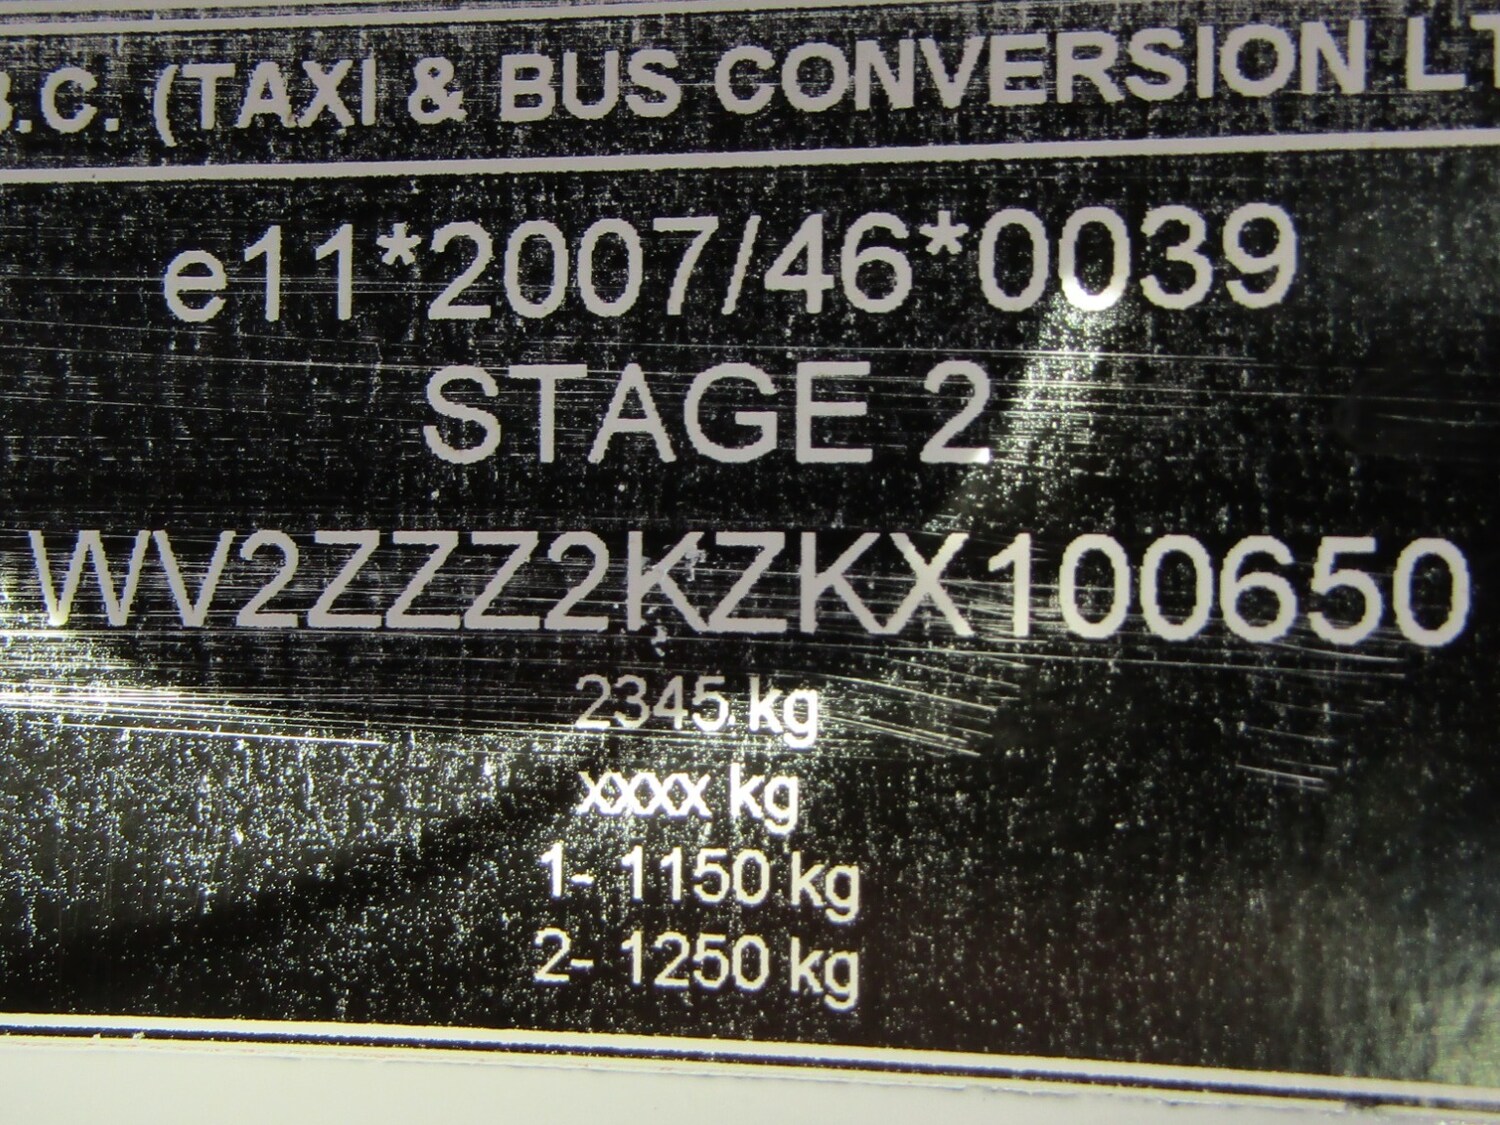 B.C. (TAXI & BUS CONVERSION LT
e11*2007/46*0039
STAGE 2
WV2ZZZ2KZKX100650
2345 kg
xxxx kg
1- 1150 kg
2- 1250 kg